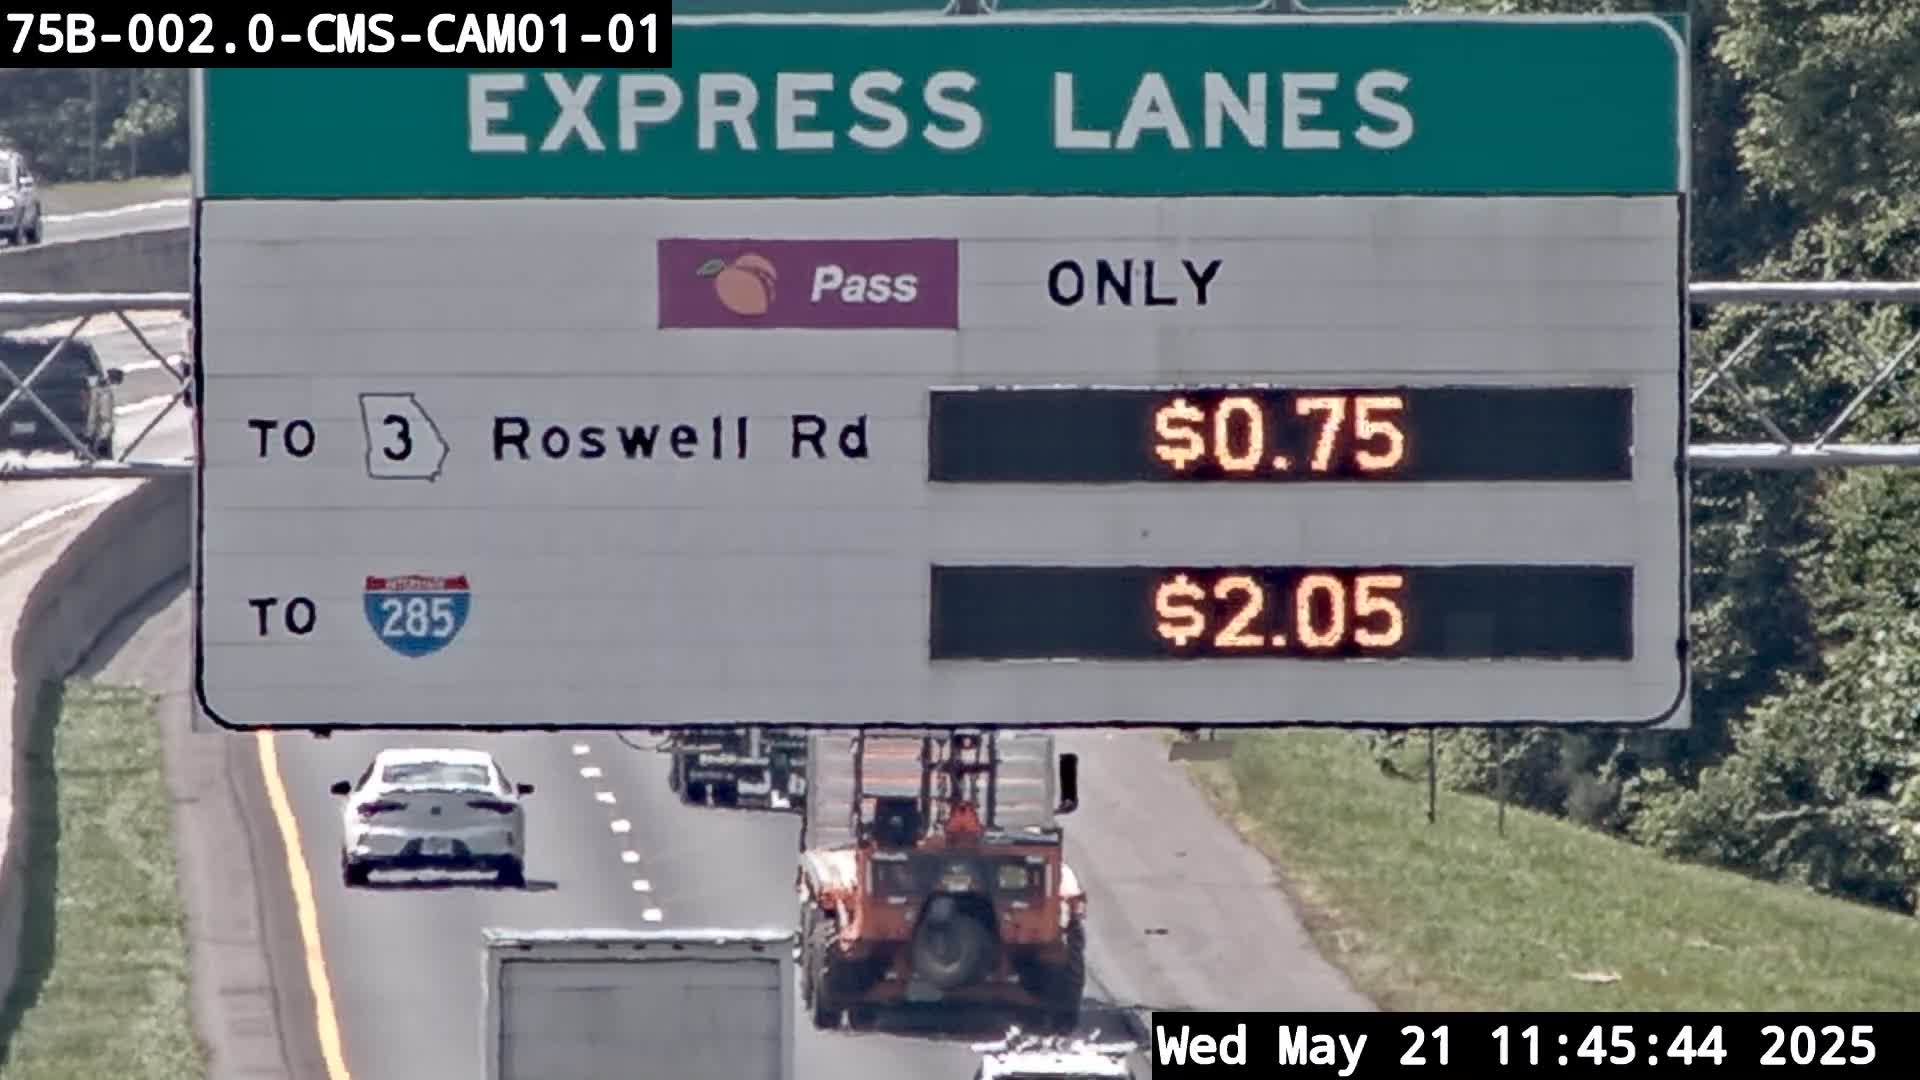 75B-002.0-CMS-CAM01-01
EXPRESS LANES
Pass ONLY
TO 3 Roswell Rd $0.75
INTERSTATE
TO 285 $2.05
Wed May 21 11:45:44 2025